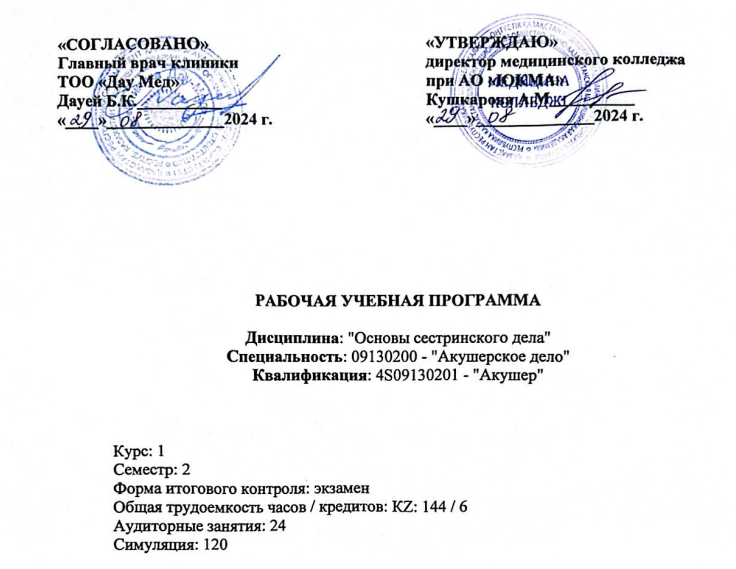 «СОГЛАСОВАНО»
Главный врач клиники
ТОО «Дау Мед»
Дауей Б.К.
«29» 08 2024 г.
«УТВЕРЖДАЮ»
директор медицинского колледжа
при АО «ЮКМА»
Кушкарова А.М.
«29» 08 2024 г.
РАБОЧАЯ УЧЕБНАЯ ПРОГРАММА
Дисциплина: "Основы сестринского дела"
Специальность: 09130200 - "Акушерское дело"
Квалификация: 4S09130201 - "Акушер"
Курс: 1
Семестр: 2
Форма итогового контроля: экзамен
Общая трудоемкость часов / кредитов: KZ: 144 / 6
Аудиторные занятия: 24
Симуляция: 120